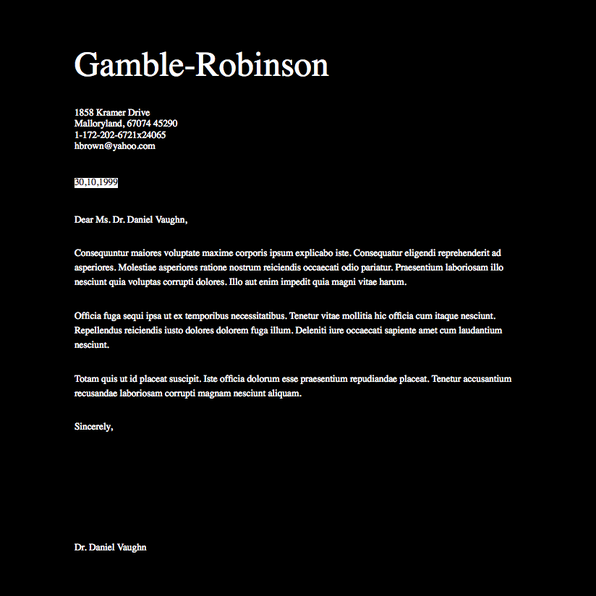 Gamble-Robinson
1858 Kramer Drive
Malloryland, 67074 45290
1-172-202-6721x24065
hbrown@yahoo.com
30,10,1999
Dear Ms. Dr. Daniel Vaughn,
Consequuntur maiores voluptate maxime corporis ipsum explicabo iste. Consequatur eligendi reprehenderit ad
asperiores. Molestiae asperiores ratione nostrum reiciendis occaecati odio pariatur. Praesentium laboriosam illo
nesciunt quia voluptas corrupti dolores. Illo aut enim impedit quia magni vitae harum.
Officia fuga sequi ipsa ut ex temporibus necessitatibus. Tenetur vitae mollitia hic officia cum itaque nesciunt.
Repellendus reiciendis iusto dolores dolorem fuga illum. Deleniti iure occaecati sapiente amet cum laudantium
nesciunt.
Totam quis ut id placeat suscipit. Iste officia dolorum esse praesentium repudiandae placeat. Tenetur accusantium
recusandae laboriosam corrupti magnam nesciunt aliquam.
Sincerely,
Dr. Daniel Vaughn